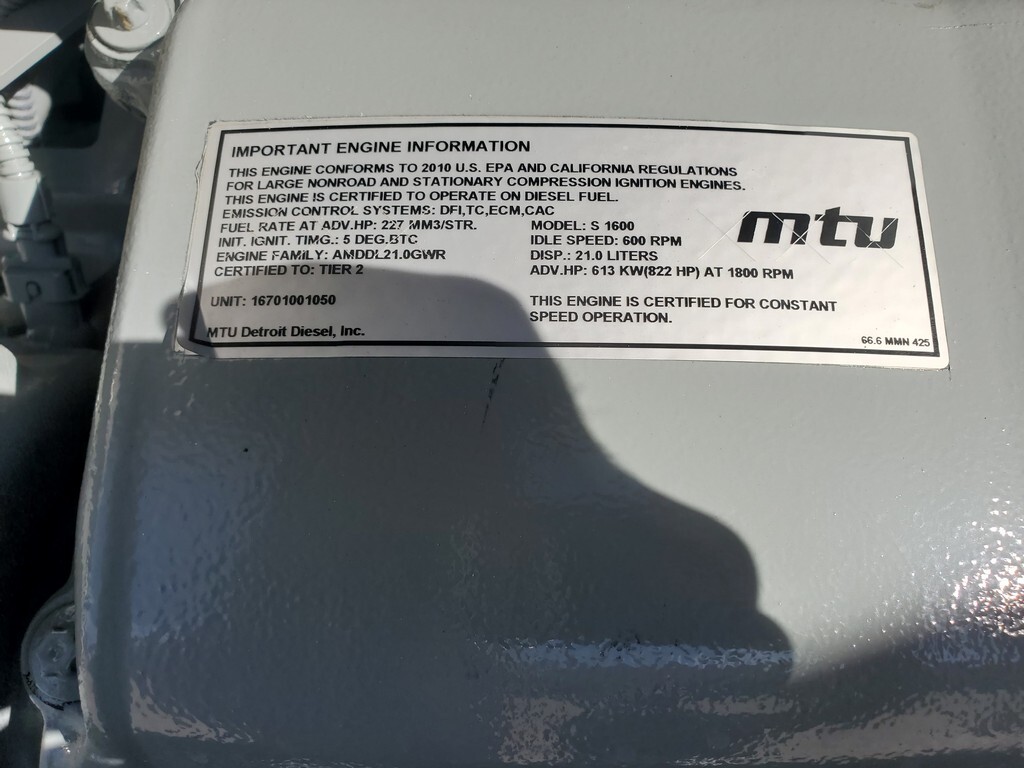 IMPORTANT ENGINE INFORMATION
THIS ENGINE CONFORMS TO 2010 U.S. EPA AND CALIFORNIA REGULATIONS
FOR LARGE NONROAD AND STATIONARY COMPRESSION IGNITION ENGINES.
THIS ENGINE IS CERTIFIED TO OPERATE ON DIESEL FUEL.
EMISSION CONTROL SYSTEMS: DFI,TC,ECM,CAC
FUEL RATE AT ADV.HP: 227 MM3/STR.
INIT. IGNIT. TIMG.: 5 DEG.BTC
ENGINE FAMILY: AMDDL21.0GWR
CERTIFIED TO: TIER 2
UNIT: 16701001050
MTU Detroit Diesel, Inc.
MODEL: S 1600
IDLE SPEED: 600 RPM
DISP.: 21.0 LITERS
ADV.HP: 613 KW(822 HP) AT 1800 RPM
THIS ENGINE IS CERTIFIED FOR CONSTANT
SPEED OPERATION.
mtu
66.6 MMN 425